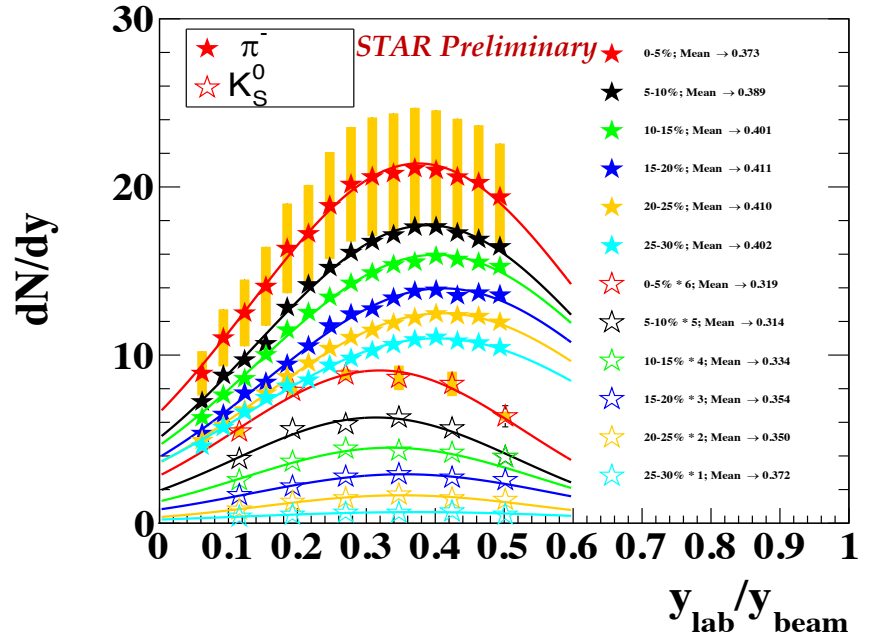 30
20
10
0
dN/dy
π⁻
K⁰_S
STAR Preliminary
0-5%; Mean → 0.373
5-10%; Mean → 0.389
10-15%; Mean → 0.401
15-20%; Mean → 0.411
20-25%; Mean → 0.410
25-30%; Mean → 0.402
0-5% * 6; Mean → 0.319
5-10% * 5; Mean → 0.314
10-15% * 4; Mean → 0.334
15-20% * 3; Mean → 0.354
20-25% * 2; Mean → 0.350
25-30% * 1; Mean → 0.372
0 0.1 0.2 0.3 0.4 0.5 0.6 0.7 0.8 0.9 1
y_lab/y_beam